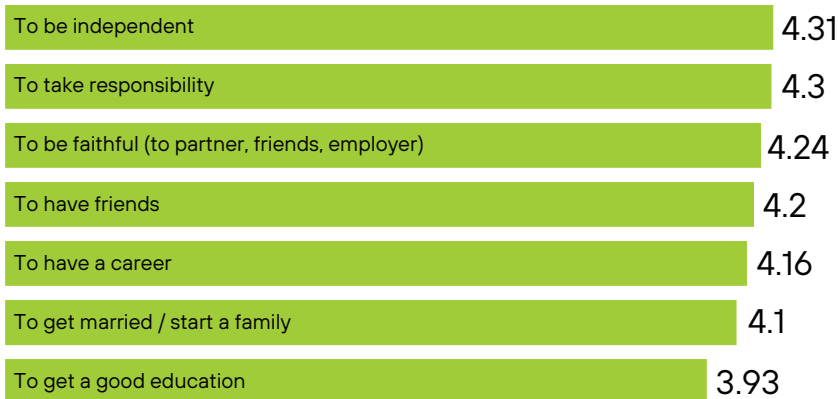 To be independent 4.31
To take responsibility 4.3
To be faithful (to partner, friends, employer) 4.24
To have friends 4.2
To have a career 4.16
To get married / start a family 4.1
To get a good education 3.93